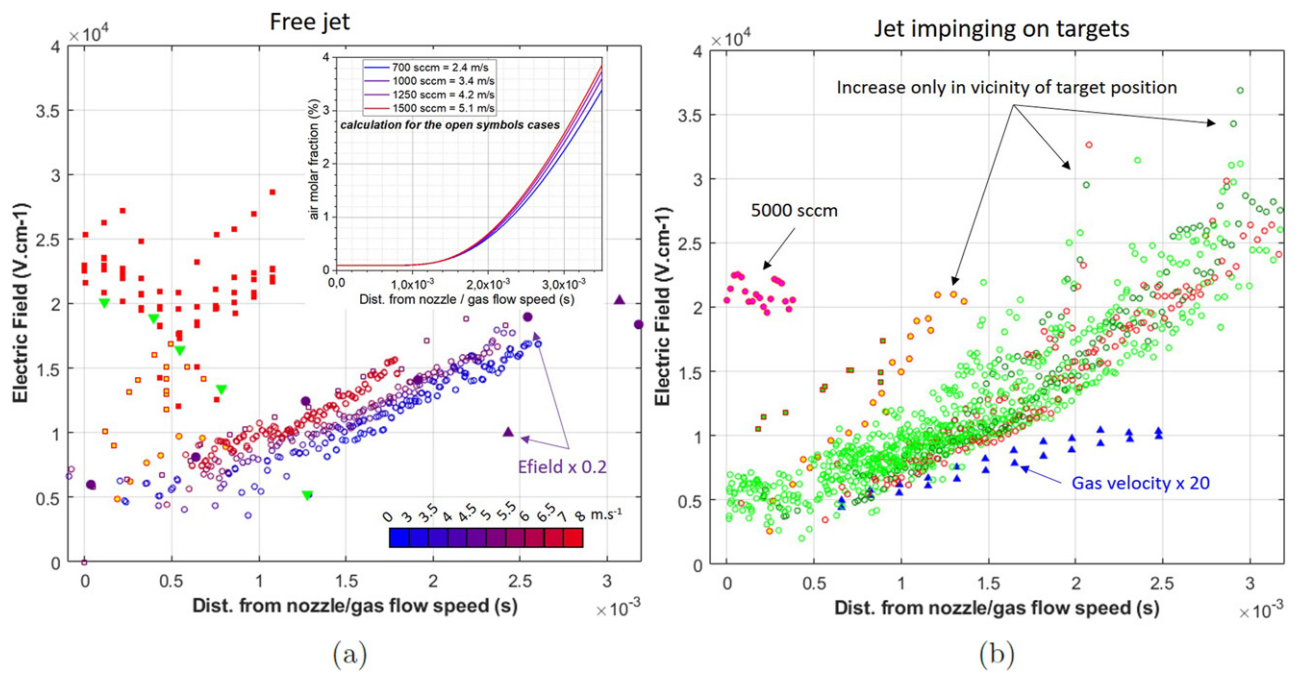 Free jet
× 10⁴
4
3.5
3
2.5
2
1.5
1
0.5
0
Electric Field (V.cm-1)
0
0.5
1
1.5
2
2.5
3
× 10⁻³
Dist. from nozzle/gas flow speed (s)
4
3
2
1
0
air molar fraction (%)
700 sccm = 2.4 m/s
1000 sccm = 3.4 m/s
1250 sccm = 4.2 m/s
1500 sccm = 5.1 m/s
calculation for the open symbols cases
0,0 1,0×10⁻³ 2,0×10⁻³ 3,0×10⁻³
Dist. from nozzle / gas flow speed (s)
Efield x 0.2
0 3 3.5 4 4.5 5 5.5 6 6.5 7 8 m.s⁻¹
(a)
Jet impinging on targets
× 10⁴
4
3.5
3
2.5
2
1.5
1
0.5
0
Electric Field (V.cm-1)
Increase only in vicinity of target position
5000 sccm
Gas velocity x 20
0
0.5
1
1.5
2
2.5
3
× 10⁻³
Dist. from nozzle/gas flow speed (s)
(b)